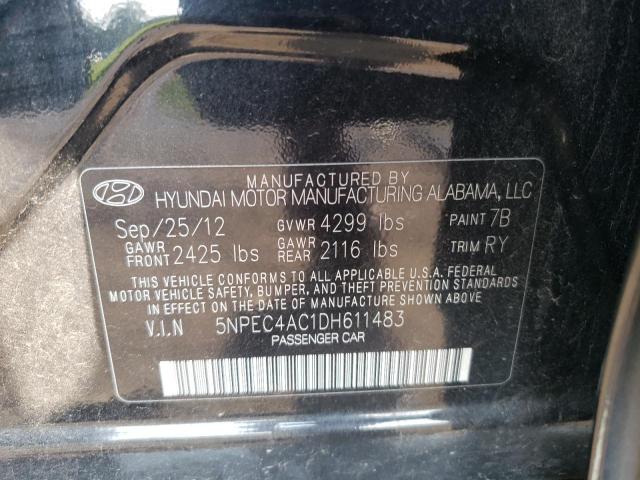 MANUFACTURED BY
HYUNDAI MOTOR MANUFACTURING ALABAMA, LLC
Sep/25/12 GVWR 4299 lbs PAINT 7B
GAWR FRONT 2425 lbs GAWR REAR 2116 lbs TRIM RY
THIS VEHICLE CONFORMS TO ALL APPLICABLE U.S.A. FEDERAL
MOTOR VEHICLE SAFETY, BUMPER, AND THEFT PREVENTION STANDARDS
IN EFFECT ON THE DATE OF MANUFACTURE SHOWN ABOVE.
V.I.N 5NPEC4AC1DH611483
PASSENGER CAR